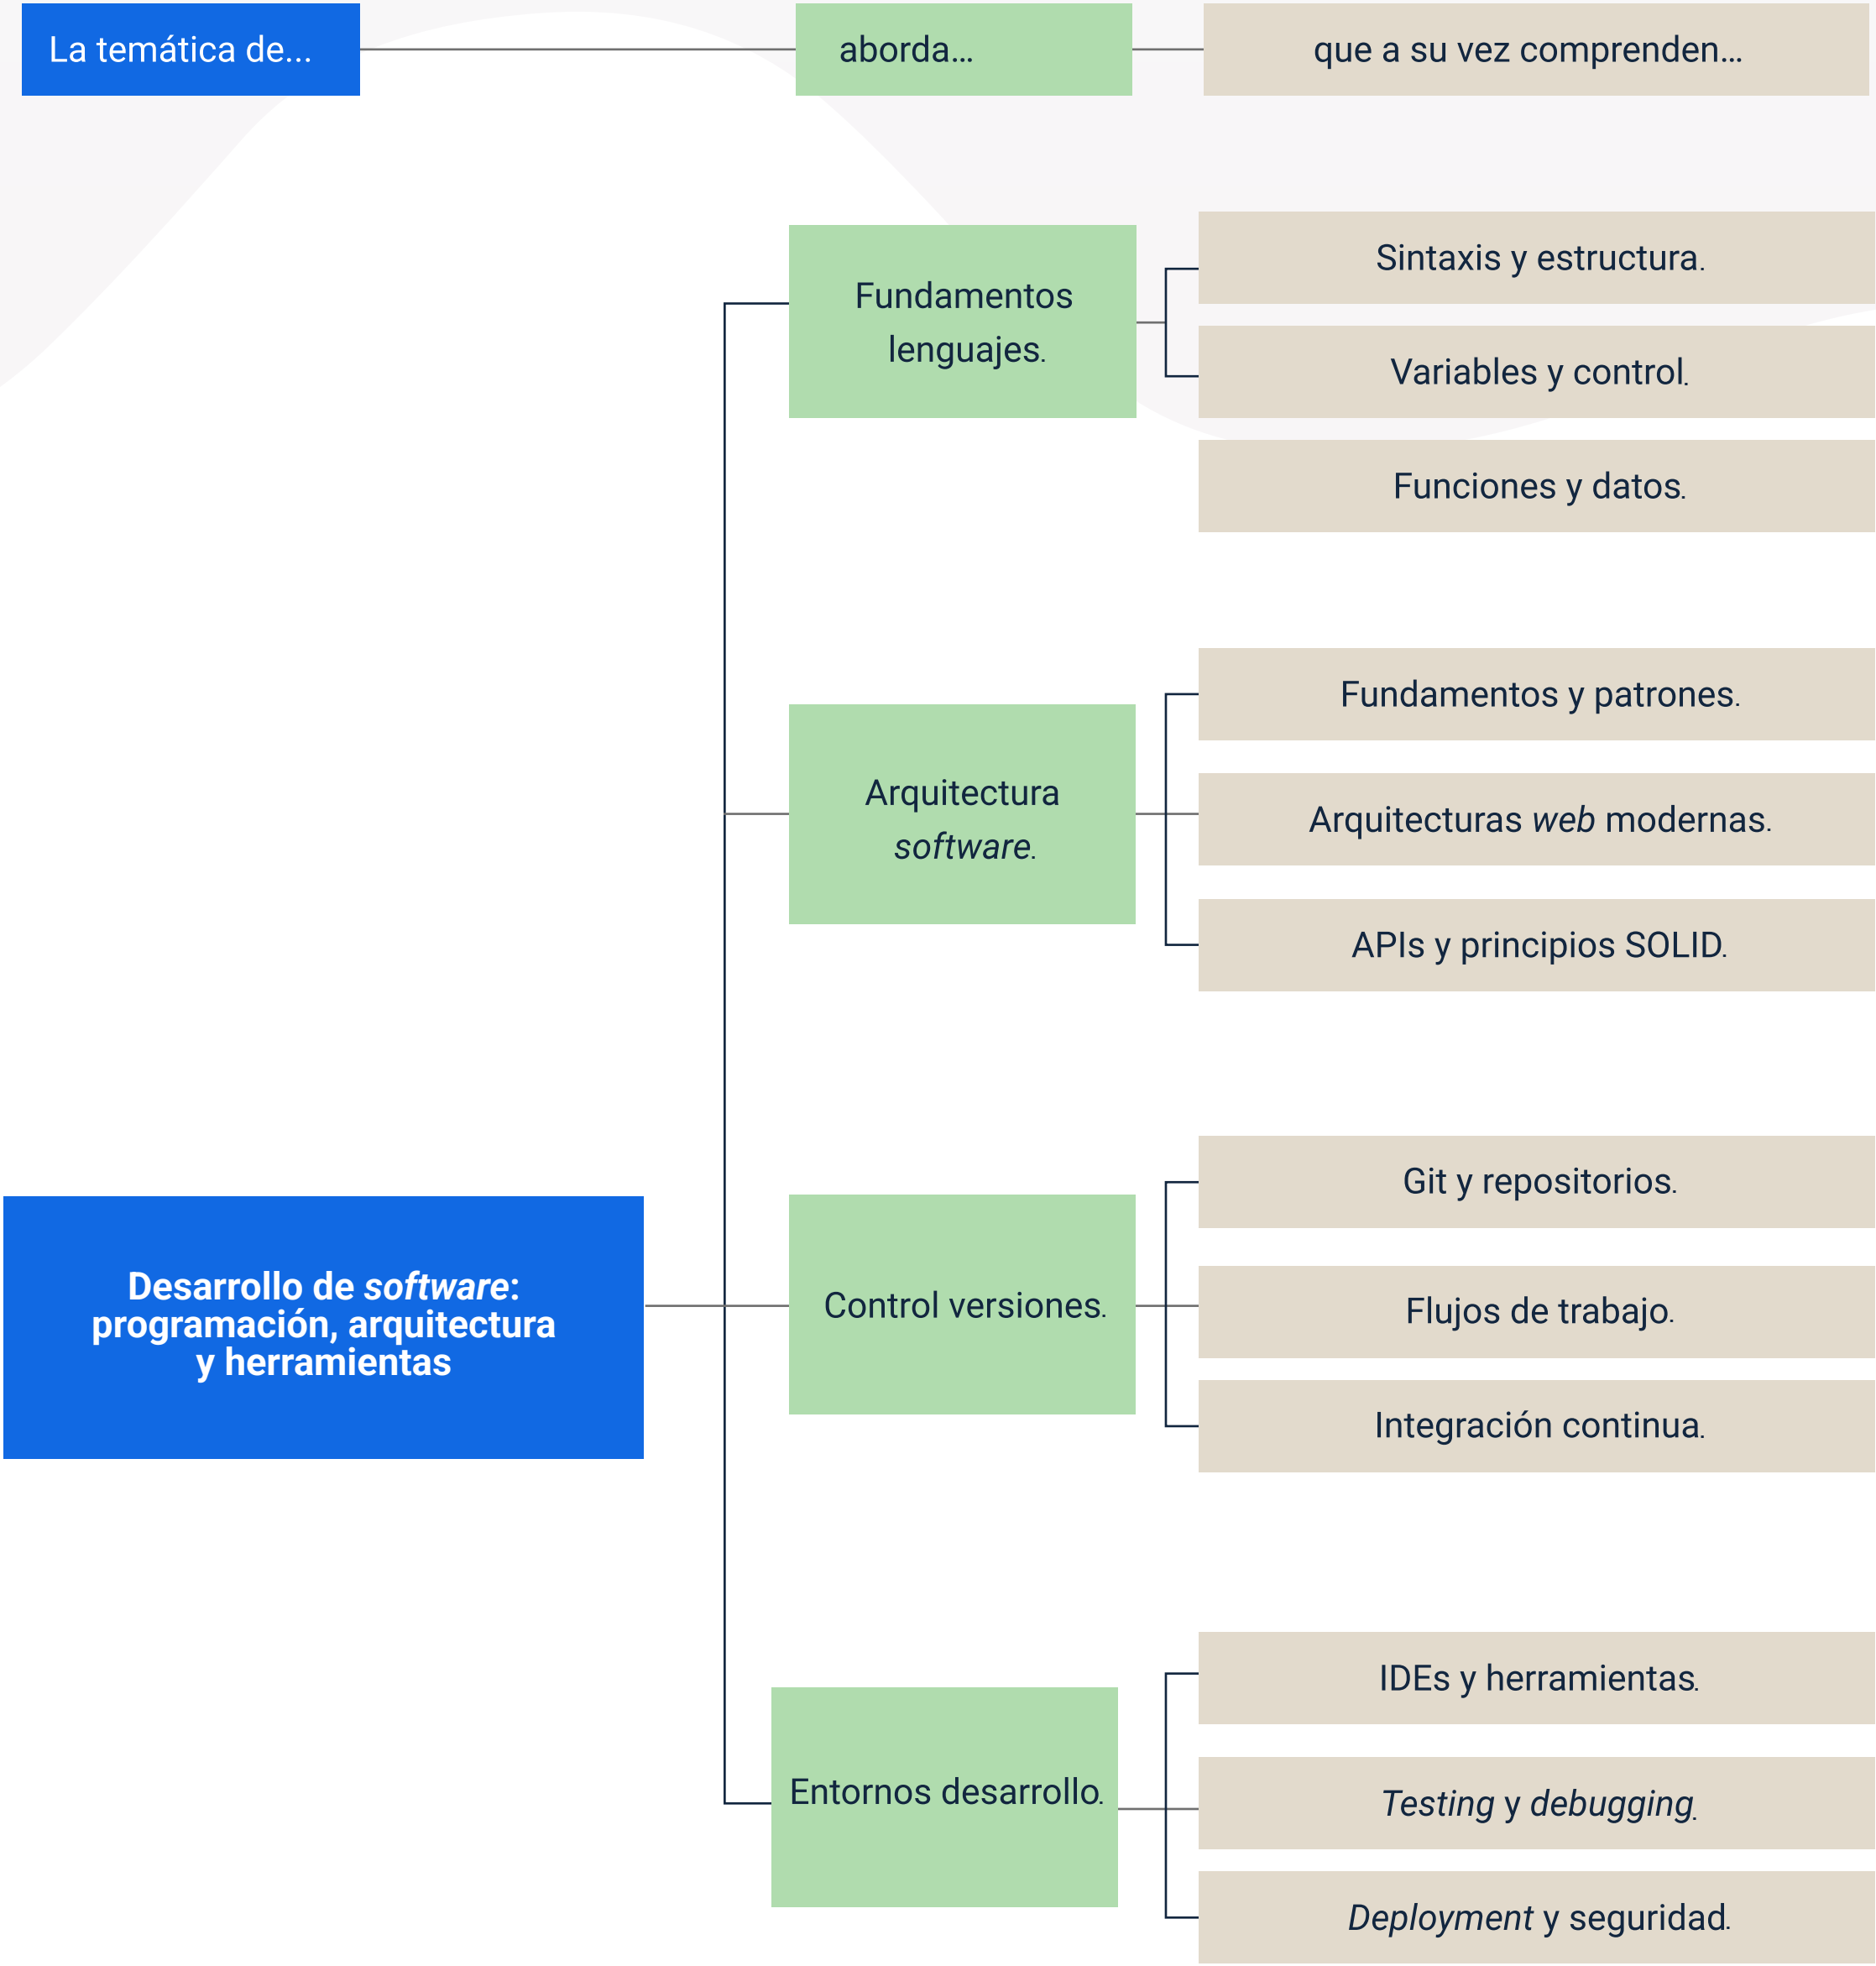 La temática de...
aborda...
que a su vez comprenden...
Fundamentos
lenguajes.
Sintaxis y estructura.
Variables y control.
Funciones y datos.
Arquitectura
software.
Fundamentos y patrones.
Arquitecturas web modernas.
APIs y principios SOLID.
Desarrollo de software:
programación, arquitectura
y herramientas
Control versiones.
Git y repositorios.
Flujos de trabajo.
Integración continua.
Entornos desarrollo.
IDEs y herramientas.
Testing y debugging.
Deployment y seguridad.